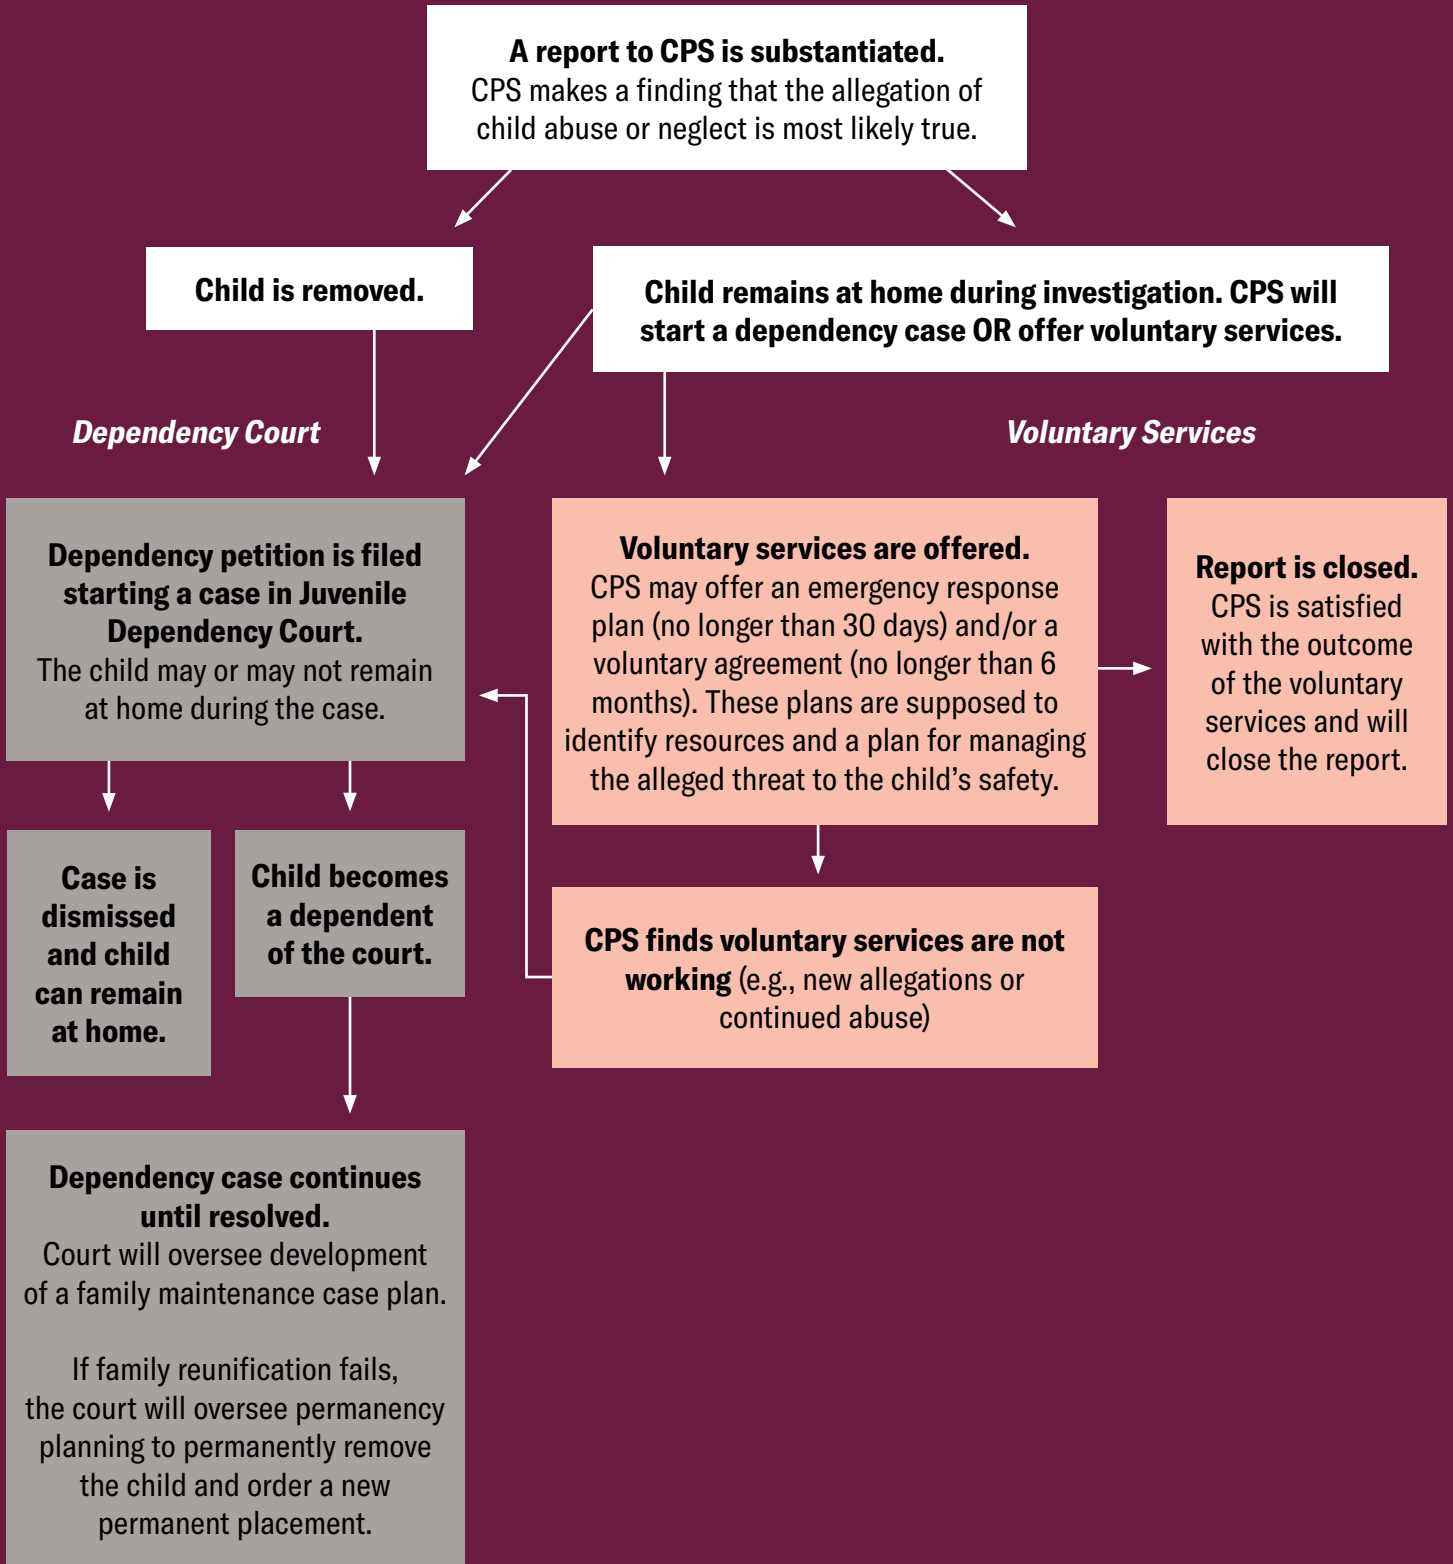 A report to CPS is substantiated.
CPS makes a finding that the allegation of
child abuse or neglect is most likely true.
Child is removed.
Child remains at home during investigation. CPS will
start a dependency case OR offer voluntary services.
Dependency Court
Voluntary Services
Dependency petition is filed
starting a case in Juvenile
Dependency Court.
The child may or may not remain
at home during the case.
Voluntary services are offered.
CPS may offer an emergency response
plan (no longer than 30 days) and/or a
voluntary agreement (no longer than 6
months). These plans are supposed to
identify resources and a plan for managing
the alleged threat to the child’s safety.
Report is closed.
CPS is satisfied
with the outcome
of the voluntary
services and will
close the report.
Case is
dismissed
and child
can remain
at home.
Child becomes
a dependent
of the court.
CPS finds voluntary services are not
working (e.g., new allegations or
continued abuse)
Dependency case continues
until resolved.
Court will oversee development
of a family maintenance case plan.
If family reunification fails,
the court will oversee permanency
planning to permanently remove
the child and order a new
permanent placement.